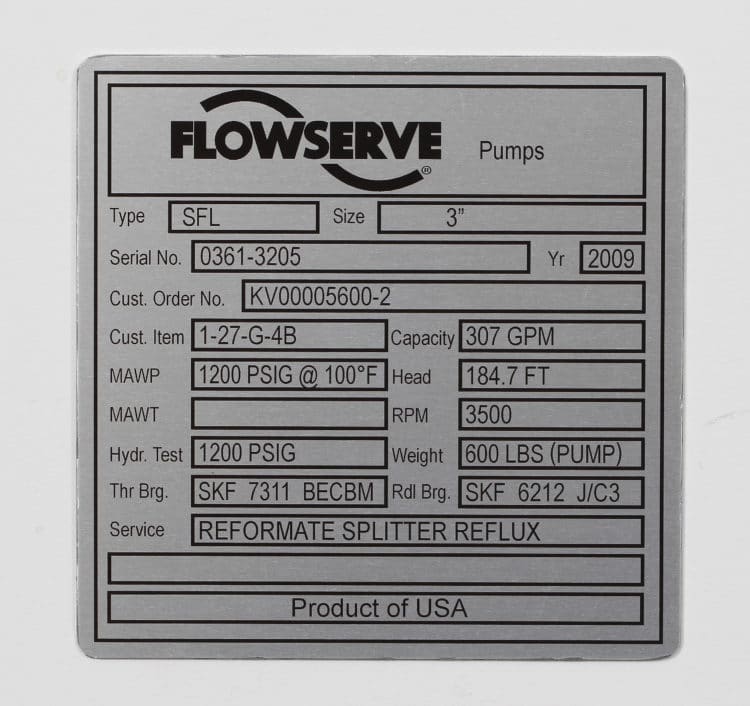 FLOWSERVE® Pumps
Type SFL Size 3"
Serial No. 0361-3205 Yr 2009
Cust. Order No. KV00005600-2
Cust. Item 1-27-G-4B Capacity 307 GPM
MAWP 1200 PSIG @ 100°F Head 184.7 FT
MAWT RPM 3500
Hydr. Test 1200 PSIG Weight 600 LBS (PUMP)
Thr Brg. SKF 7311 BECBM Rdl Brg. SKF 6212 J/C3
Service REFORMATE SPLITTER REFLUX
Product of USA